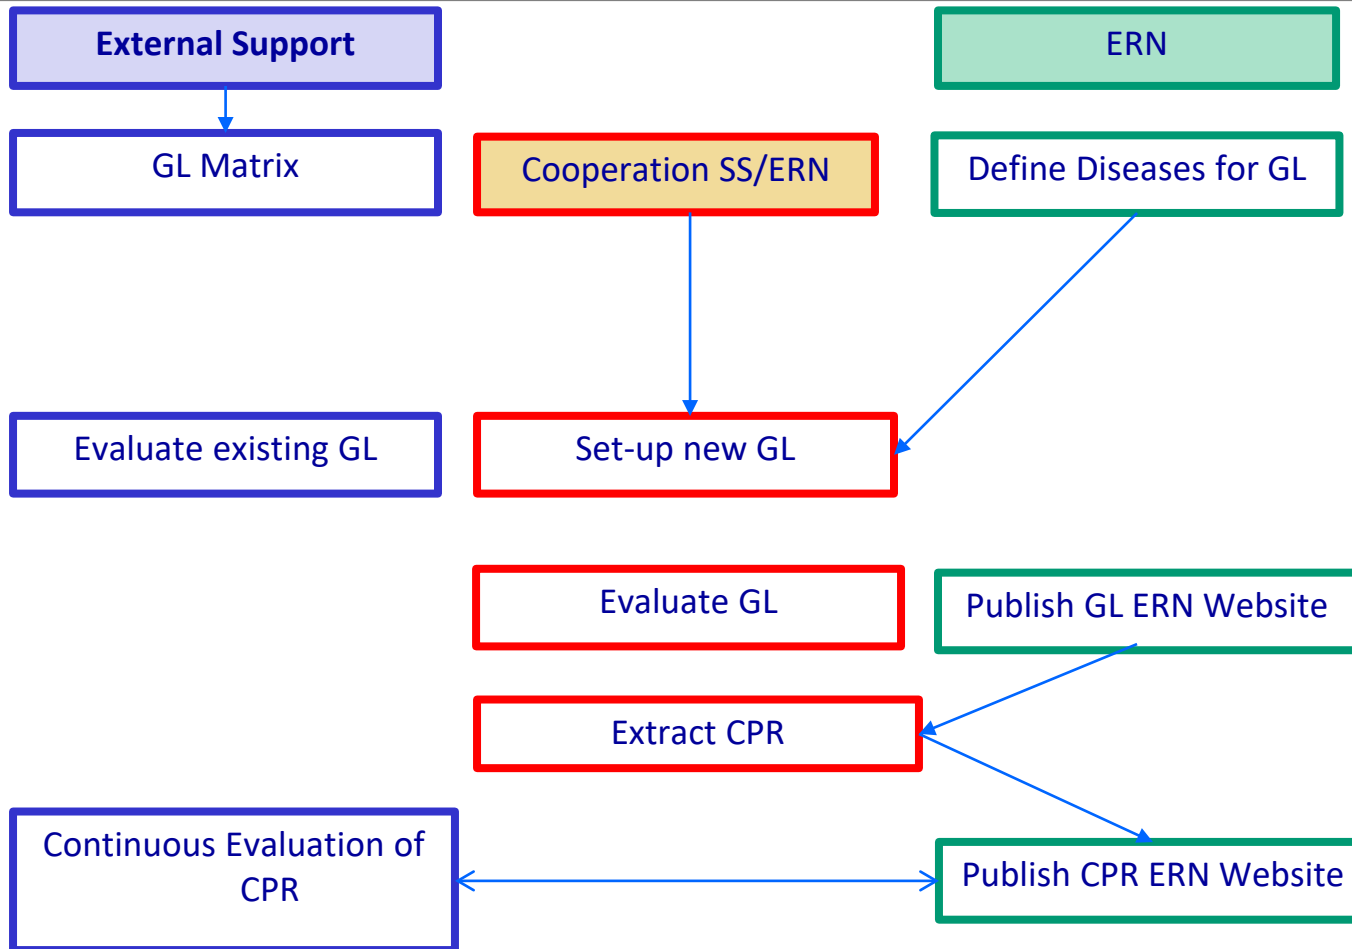 External Support
ERN
GL Matrix
Cooperation SS/ERN
Define Diseases for GL
Evaluate existing GL
Set-up new GL
Evaluate GL
Publish GL ERN Website
Extract CPR
Continuous Evaluation of
CPR
Publish CPR ERN Website